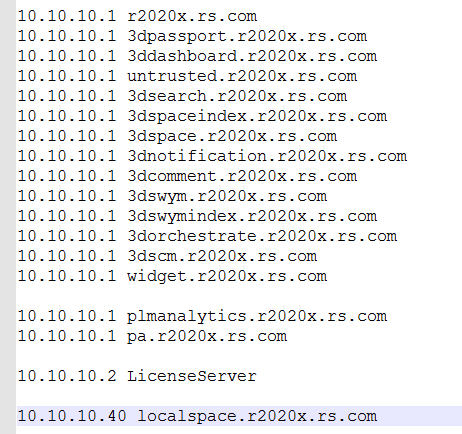 10.10.10.1 r2020x.rs.com
10.10.10.1 3dpassport.r2020x.rs.com
10.10.10.1 3ddashboard.r2020x.rs.com
10.10.10.1 untrusted.r2020x.rs.com
10.10.10.1 3dsearch.r2020x.rs.com
10.10.10.1 3dspaceindex.r2020x.rs.com
10.10.10.1 3dspace.r2020x.rs.com
10.10.10.1 3dnotification.r2020x.rs.com
10.10.10.1 3dcomment.r2020x.rs.com
10.10.10.1 3dswym.r2020x.rs.com
10.10.10.1 3dswymindex.r2020x.rs.com
10.10.10.1 3dorchestrate.r2020x.rs.com
10.10.10.1 3dscm.r2020x.rs.com
10.10.10.1 widget.r2020x.rs.com
10.10.10.1 plmanalytics.r2020x.rs.com
10.10.10.1 pa.r2020x.rs.com
10.10.10.2 LicenseServer
10.10.10.40 localspace.r2020x.rs.com